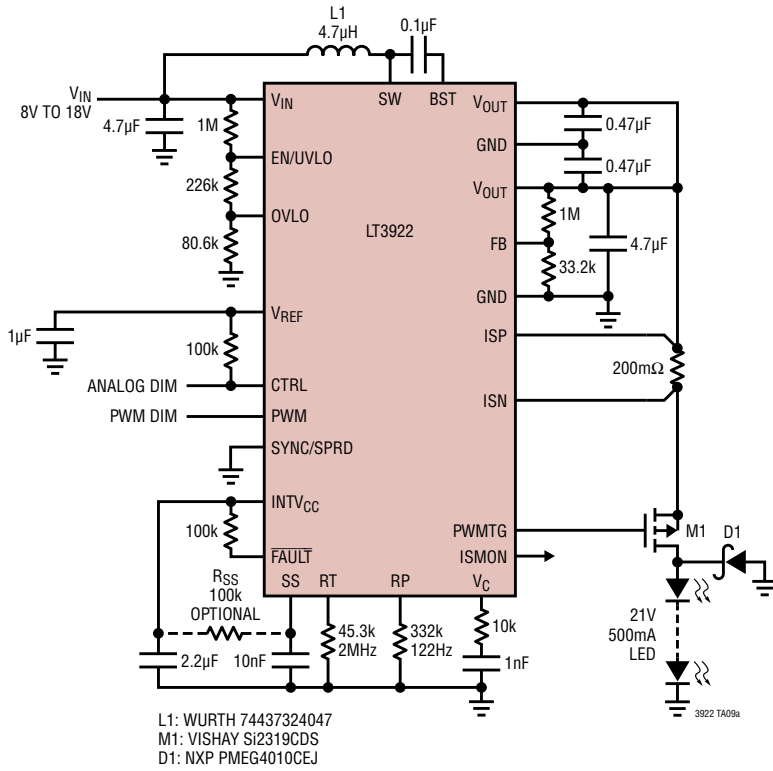 L1
4.7µH
0.1µF
VIN
8V TO 18V
4.7µF
1M
226k
80.6k
VIN
SW
BST
VOUT
0.47µF
GND
0.47µF
VOUT
EN/UVLO
OVLO
LT3922
1M
FB
33.2k
4.7µF
GND
1µF
VREF
100k
ANALOG DIM
CTRL
PWM DIM
PWM
SYNC/SPRD
ISP
200mΩ
ISN
INTVCC
100k
FAULT
PWMTG
M1
D1
ISMON
RSS
100k
OPTIONAL
SS
RT
RP
VC
2.2µF
10nF
45.3k
2MHz
332k
122Hz
10k
1nF
21V
500mA
LED
3922 TA09a
L1: WURTH 74437324047
M1: VISHAY Si2319CDS
D1: NXP PMEG4010CEJ